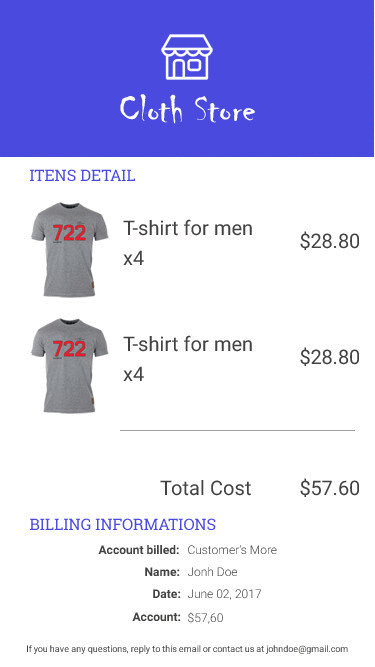 Cloth Store
ITENS DETAIL
722
T-shirt for men
x4
$28.80
722
T-shirt for men
x4
$28.80
Total Cost $57.60
BILLING INFORMATIONS
Account billed: Customer's More
Name: Jonh Doe
Date: June 02, 2017
Account: $57,60
If you have any questions, reply to this email or contact us at johndoe@gmail.com